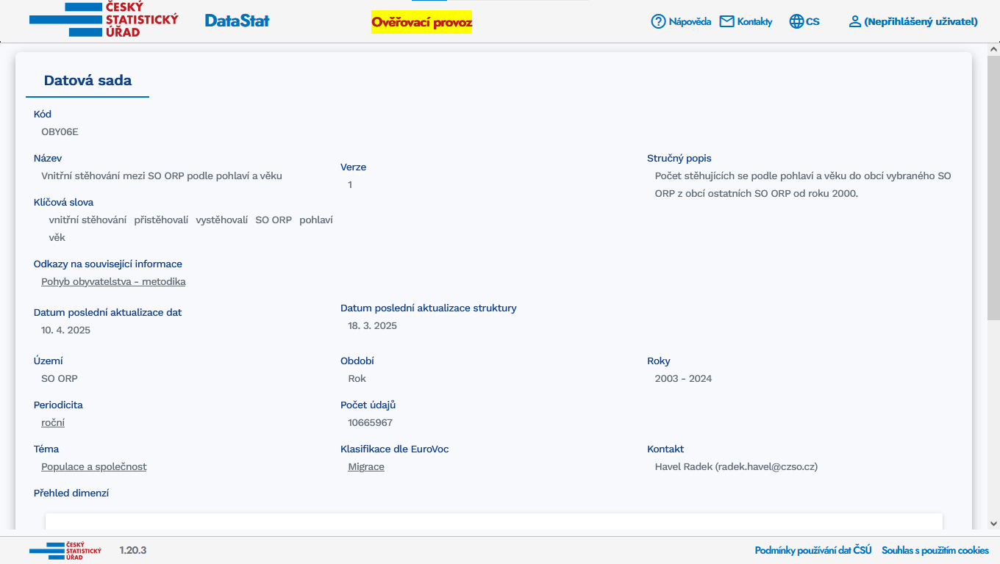 ČESKÝ
STATISTICKÝ
ÚŘAD
DataStat
Ověřovací provoz
Nápověda
Kontakty
CS
(Nepřihlášený uživatel)
Datová sada
Kód
OBY06E
Název
Vnitřní stěhování mezi SO ORP podle pohlaví a věku
Verze
1
Stručný popis
Počet stěhujících se podle pohlaví a věku do obcí vybraného SO
ORP z obcí ostatních SO ORP od roku 2000.
Klíčová slova
vnitřní stěhování přistěhovalí vystěhovalí SO ORP pohlaví
věk
Odkazy na související informace
Pohyb obyvatelstva - metodika
Datum poslední aktualizace dat
10. 4. 2025
Datum poslední aktualizace struktury
18. 3. 2025
Území
SO ORP
Období
Rok
Roky
2003 - 2024
Periodicita
roční
Počet údajů
10665967
Téma
Populace a společnost
Klasifikace dle EuroVoc
Migrace
Kontakt
Havel Radek (radek.havel@czso.cz)
Přehled dimenzí
ČESKÝ
STATISTICKÝ
ÚŘAD
1.20.3
Podmínky používání dat ČSÚ
Souhlas s použitím cookies